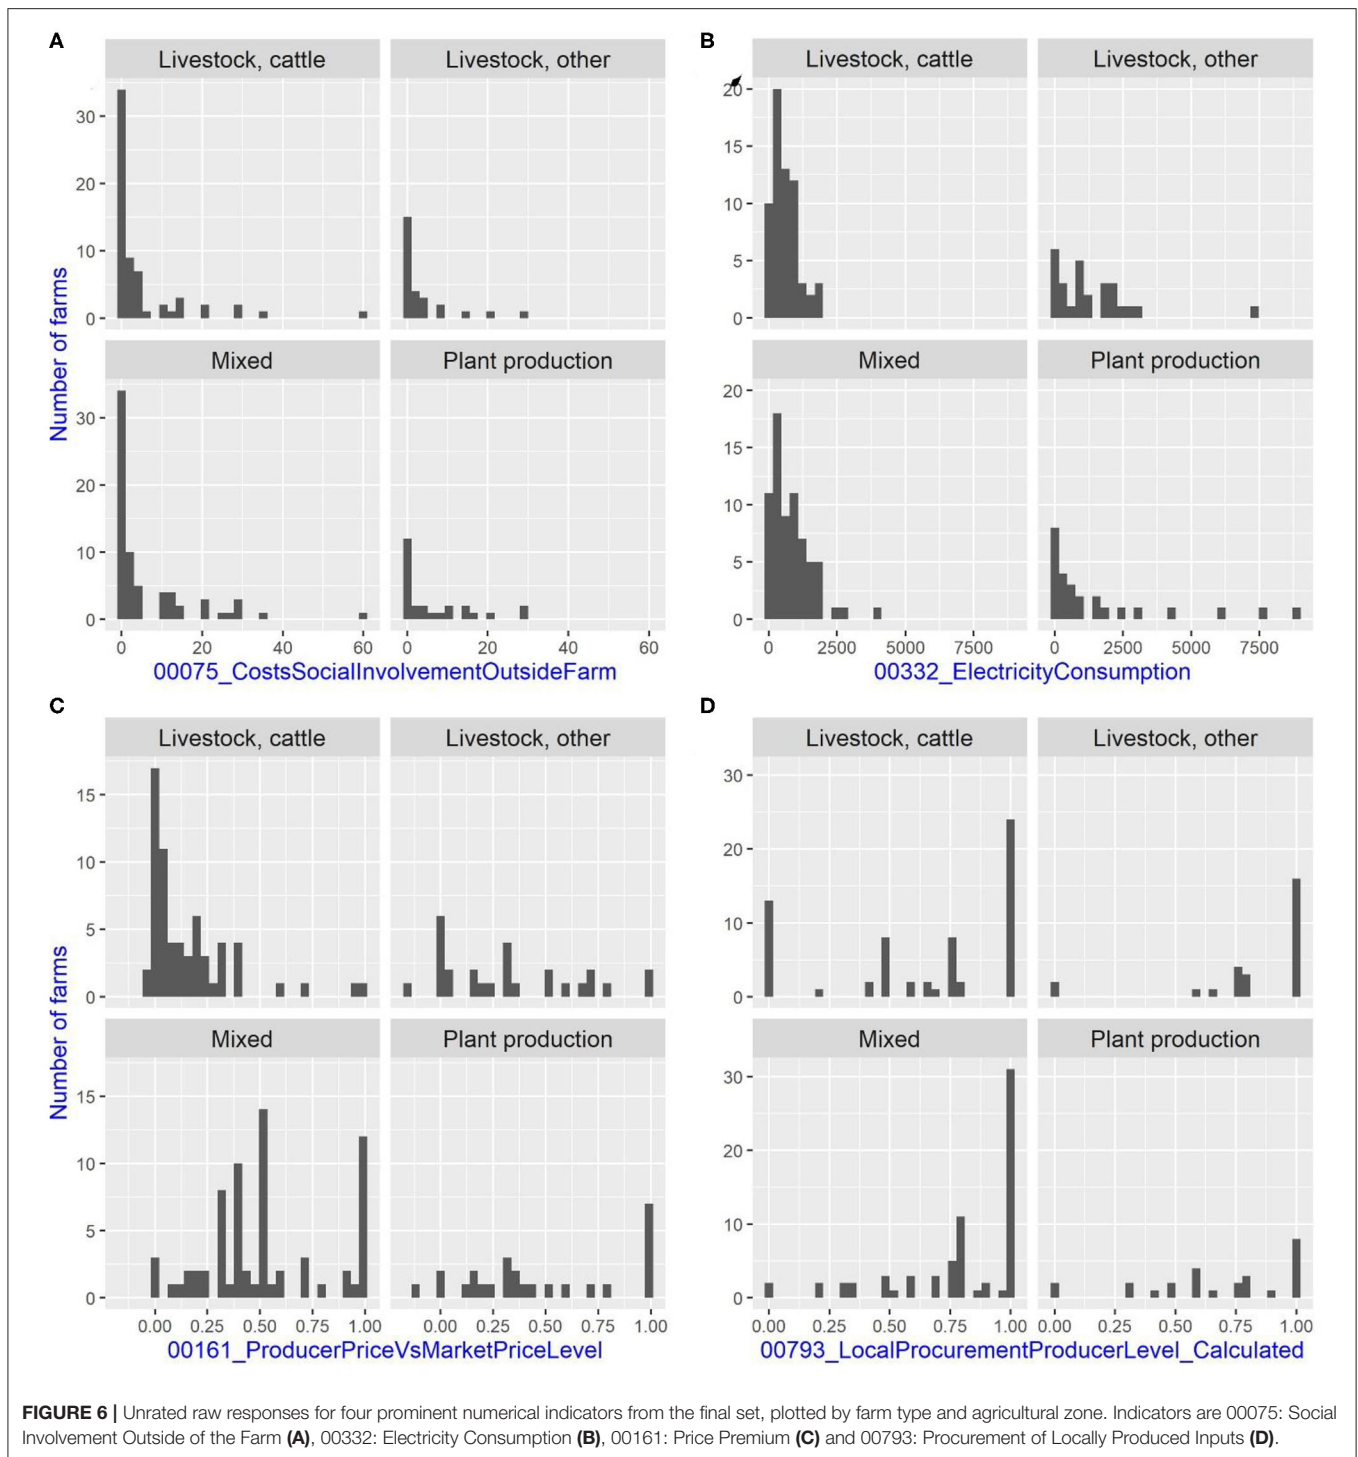 A
Livestock, cattle
Livestock, other
30
20
10
0
Mixed
Plant production
30
20
10
0
0 20 40 60
0 20 40 60
Number of farms
00075_CostsSocialInvolvementOutsideFarm
B
Livestock, cattle
Livestock, other
20
15
10
5
0
Mixed
Plant production
20
15
10
5
0
0 2500 5000 7500
0 2500 5000 7500
00332_ElectricityConsumption
C
Livestock, cattle
Livestock, other
15
10
5
0
Mixed
Plant production
15
10
5
0
0.00 0.25 0.50 0.75 1.00
0.00 0.25 0.50 0.75 1.00
Number of farms
00161_ProducerPriceVsMarketPriceLevel
D
Livestock, cattle
Livestock, other
30
20
10
0
Mixed
Plant production
30
20
10
0
0.00 0.25 0.50 0.75 1.00
0.00 0.25 0.50 0.75 1.00
00793_LocalProcurementProducerLevel_Calculated
FIGURE 6 | Unrated raw responses for four prominent numerical indicators from the final set, plotted by farm type and agricultural zone. Indicators are 00075: Social
Involvement Outside of the Farm (A), 00332: Electricity Consumption (B), 00161: Price Premium (C) and 00793: Procurement of Locally Produced Inputs (D).